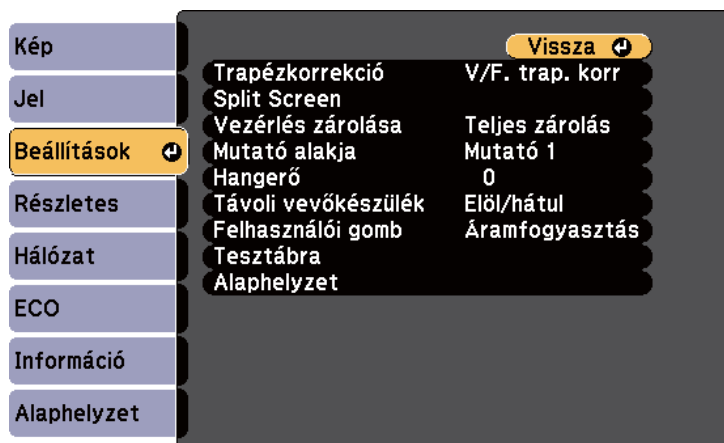 Kép
Jel
Beállítások
Részletes
Hálózat
ECO
Információ
Alaphelyzet
Vissza
Trapézkorrekció V/F. trap. korr
Split Screen
Vezérlés zárolása Teljes zárolás
Mutató alakja Mutató 1
Hangerő 0
Távoli vevőkészülék Elöl/hátul
Felhasználói gomb Áramfogyasztás
Tesztábra
Alaphelyzet